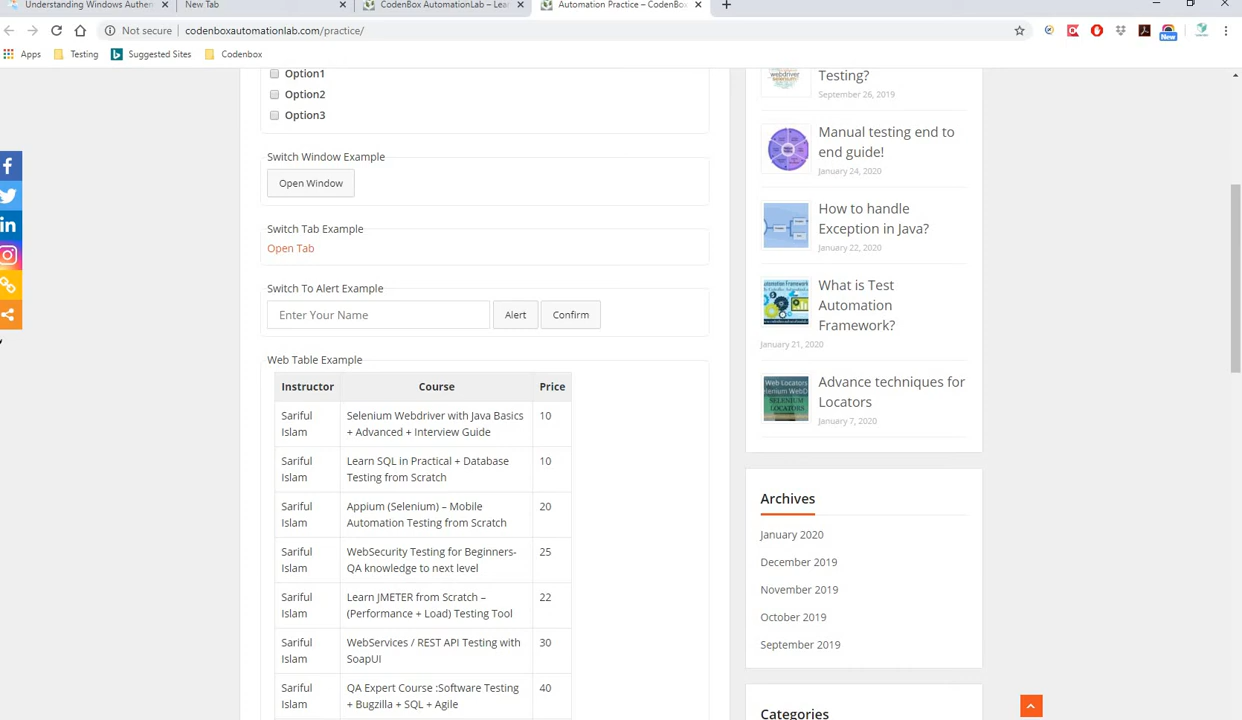 Understanding Windows Authen
New Tab
CodenBox AutomationLab – Lear
Automation Practice – CodenBox
Not secure
codenboxautomationlab.com/practice/
New
Apps
Testing
Suggested Sites
Codenbox
Option1
Option2
Option3
Switch Window Example
Open Window
Switch Tab Example
Open Tab
Switch To Alert Example
Enter Your Name
Alert
Confirm
Web Table Example
Instructor
Course
Price
Sariful
Islam
Selenium Webdriver with Java Basics
+ Advanced + Interview Guide
10
Sariful
Islam
Learn SQL in Practical + Database
Testing from Scratch
10
Sariful
Islam
Appium (Selenium) – Mobile
Automation Testing from Scratch
20
Sariful
Islam
WebSecurity Testing for Beginners-
QA knowledge to next level
25
Sariful
Islam
Learn JMETER from Scratch –
(Performance + Load) Testing Tool
22
Sariful
Islam
WebServices / REST API Testing with
SoapUI
30
Sariful
Islam
QA Expert Course :Software Testing
+ Bugzilla + SQL + Agile
40
Testing?
September 26, 2019
Manual testing end to
end guide!
January 24, 2020
How to handle
Exception in Java?
January 22, 2020
What is Test
Automation
Framework?
January 21, 2020
Advance techniques for
Locators
January 7, 2020
Archives
January 2020
December 2019
November 2019
October 2019
September 2019
Categories